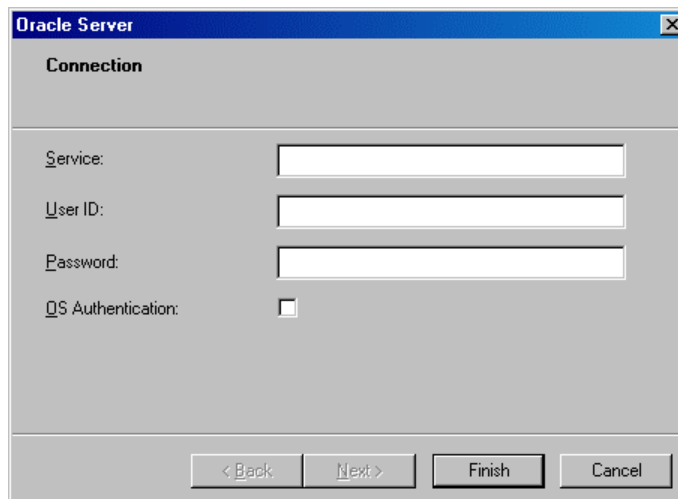 Oracle Server
Connection
Service:
User ID:
Password:
OS Authentication:
< Back Next > Finish Cancel